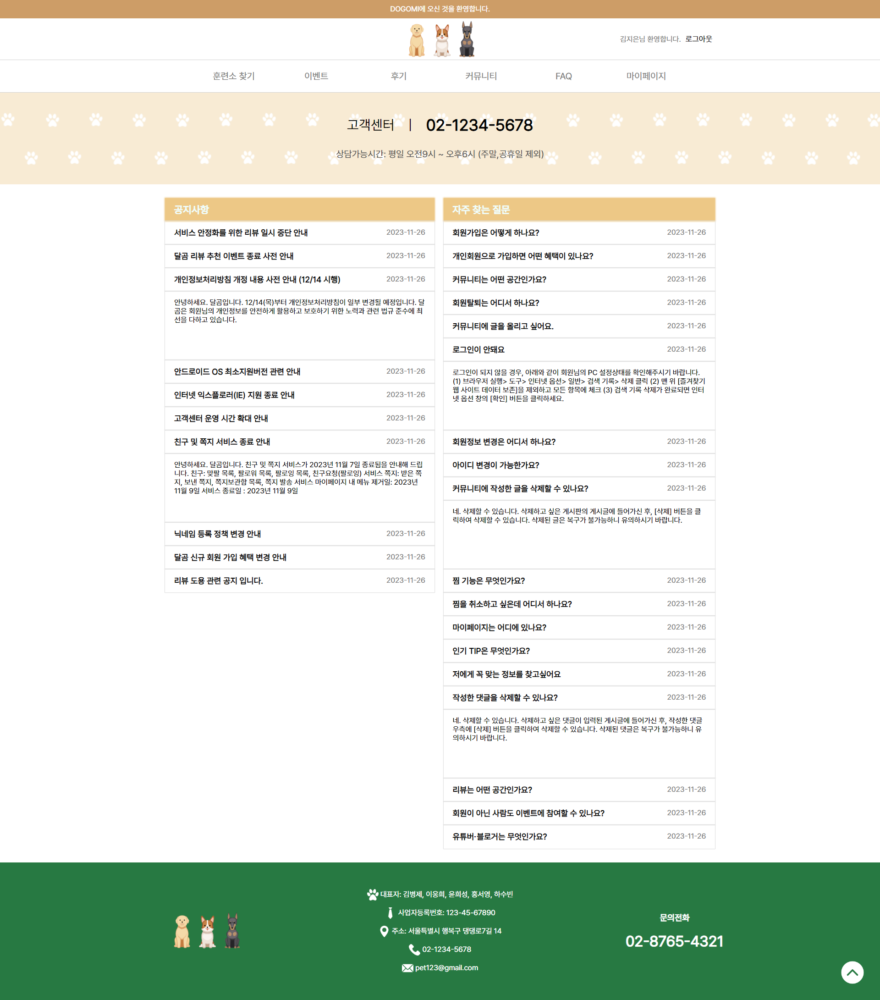 DOGOMI에 오신 것을 환영합니다.
김지은님 환영합니다. 로그아웃
훈련소 찾기 이벤트 후기 커뮤니티 FAQ 마이페이지
고객센터 | 02-1234-5678
상담가능시간: 평일 오전9시 ~ 오후6시 (주말,공휴일 제외)
공지사항
서비스 안정화를 위한 리뷰 일시 중단 안내 2023-11-26
달곰 리뷰 추천 이벤트 종료 사전 안내 2023-11-26
개인정보처리방침 개정 내용 사전 안내 (12/14 시행) 2023-11-26
안녕하세요. 달곰입니다. 12/14(목)부터 개인정보처리방침이 일부 변경될 예정입니다. 달
곰은 회원님의 개인정보를 안전하게 활용하고 보호하기 위한 노력과 관련 법규 준수에 최
선을 다하고 있습니다.
안드로이드 OS 최소지원버전 관련 안내 2023-11-26
인터넷 익스플로러(IE) 지원 종료 안내 2023-11-26
고객센터 운영 시간 확대 안내 2023-11-26
친구 및 쪽지 서비스 종료 안내 2023-11-26
안녕하세요. 달곰입니다. 친구 및 쪽지 서비스가 2023년 11월 7일 종료됨을 안내해 드립
니다. 친구: 맞팔 목록, 팔로워 목록, 팔로잉 목록, 친구요청(팔로잉) 서비스 쪽지: 받은 쪽
지, 보낸 쪽지, 쪽지보관함 목록, 쪽지 발송 서비스 마이페이지 내 메뉴 제거일: 2023년
11월 9일 서비스 종료일 : 2023년 11월 9일
닉네임 등록 정책 변경 안내 2023-11-26
달곰 신규 회원 가입 혜택 변경 안내 2023-11-26
리뷰 도용 관련 공지 입니다. 2023-11-26
자주 찾는 질문
회원가입은 어떻게 하나요? 2023-11-26
개인회원으로 가입하면 어떤 혜택이 있나요? 2023-11-26
커뮤니티는 어떤 공간인가요? 2023-11-26
회원탈퇴는 어디서 하나요? 2023-11-26
커뮤니티에 글을 올리고 싶어요. 2023-11-26
로그인이 안돼요 2023-11-26
로그인이 되지 않을 경우, 아래와 같이 회원님의 PC 설정상태를 확인해주시기 바랍니다.
(1) 브라우저 실행> 도구> 인터넷 옵션> 일반> 검색 기록> 삭제 클릭 (2) 맨 위 [즐겨찾기
웹 사이트 데이터 보존]을 제외하고 모든 항목에 체크 (3) 검색 기록 삭제가 완료되면 인터
넷 옵션 창의 [확인] 버튼을 클릭하세요.
회원정보 변경은 어디서 하나요? 2023-11-26
아이디 변경이 가능한가요? 2023-11-26
커뮤니티에 작성한 글을 삭제할 수 있나요? 2023-11-26
네. 삭제할 수 있습니다. 삭제하고 싶은 게시판의 게시글에 들어가신 후, [삭제] 버튼을 클
릭하여 삭제할 수 있습니다. 삭제된 글은 복구가 불가능하니 유의하시기 바랍니다.
찜 기능은 무엇인가요? 2023-11-26
찜을 취소하고 싶은데 어디서 하나요? 2023-11-26
마이페이지는 어디에 있나요? 2023-11-26
인기 TIP은 무엇인가요? 2023-11-26
저에게 꼭 맞는 정보를 찾고싶어요 2023-11-26
작성한 댓글을 삭제할 수 있나요? 2023-11-26
네. 삭제할 수 있습니다. 삭제하고 싶은 댓글이 입력된 게시글에 들어가신 후, 작성한 댓글
우측에 [삭제] 버튼을 클릭하여 삭제할 수 있습니다. 삭제된 댓글은 복구가 불가능하니 유
의하시기 바랍니다.
리뷰는 어떤 공간인가요? 2023-11-26
회원이 아닌 사람도 이벤트에 참여할 수 있나요? 2023-11-26
유튜버·블로거는 무엇인가요? 2023-11-26
대표자: 김병제, 이웅희, 윤희성, 홍서영, 하수빈
사업자등록번호: 123-45-67890
주소: 서울특별시 행복구 댕댕로7길 14
02-1234-5678
pet123@gmail.com
문의전화
02-8765-4321